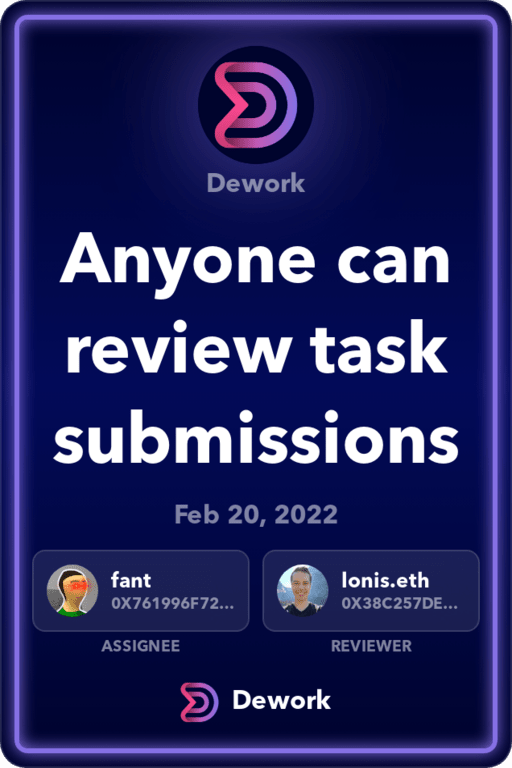 Dework
Anyone can
review task
submissions
Feb 20, 2022
fant
0X761996F72...
lonis.eth
0X38C257DE...
ASSIGNEE
REVIEWER
Dework